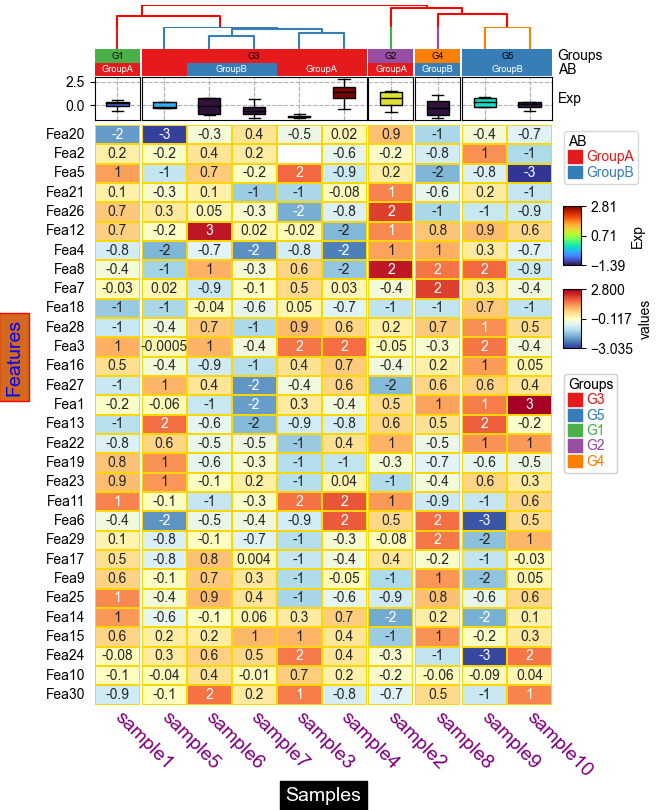 G1 G3 G2 G4 G5 Groups
GroupA GroupB GroupA GroupA GroupB GroupB AB
2.5
0.0
Exp
Fea20 -2 -3 -0.3 0.4 -0.5 0.02 0.9 -1 -0.4 -0.7
Fea2 0.2 -0.2 0.4 0.2 -0.6 -0.2 -0.8 1 -1
Fea5 1 -1 0.7 -0.2 2 -0.9 0.2 -2 -0.8 -3
Fea21 0.1 -0.3 0.1 -1 -1 -0.08 1 -0.6 0.2 -1
Fea26 0.7 0.3 0.05 -0.3 -2 -0.8 2 -1 -1 -0.9
Fea12 0.7 -0.2 3 0.02 -0.02 -2 1 0.8 0.9 0.6
Fea4 -0.8 -2 -0.7 -2 -0.8 -2 1 1 0.3 -0.7
Fea8 -0.4 -1 1 -0.3 0.6 -2 2 2 2 -0.9
Fea7 -0.03 0.02 -0.9 -0.1 0.5 0.03 -0.4 2 0.3 -0.4
Fea18 -1 -1 -0.04 -0.6 0.05 -0.7 -1 -1 0.7 -1
Fea28 -1 -0.4 0.7 -1 0.9 0.6 0.2 0.7 1 0.5
Fea3 1 -0.0005 1 -0.4 2 2 -0.05 -0.3 2 -0.4
Fea16 0.5 -0.4 -0.9 -1 0.4 0.7 -0.4 0.2 1 0.05
Fea27 -1 1 0.4 -2 -0.4 0.6 -2 0.6 0.6 0.4
Fea1 -0.2 -0.06 -1 -2 0.3 -0.4 0.5 1 1 3
Fea13 -1 2 -0.6 -2 -0.9 -0.8 0.6 0.5 2 -0.2
Fea22 -0.8 0.6 -0.5 -0.5 -1 0.4 1 -0.5 1 1
Fea19 0.8 1 -0.6 -0.3 -1 -1 -0.3 -0.7 -0.6 -0.5
Fea23 0.9 1 -0.1 0.2 -1 0.04 -1 -0.4 0.6 0.3
Fea11 1 -0.1 -1 -0.3 2 2 1 -0.9 -1 0.6
Fea6 -0.4 -2 -0.5 -0.4 -0.9 2 0.5 2 -3 0.5
Fea29 0.1 -0.8 -0.1 -0.7 -1 -0.3 -0.08 2 -2 1
Fea17 0.5 -0.8 0.8 0.004 -1 -0.4 0.4 -0.2 -1 -0.03
Fea9 0.6 -0.1 0.7 0.3 -1 -0.05 -1 1 -2 0.05
Fea25 1 -0.4 0.9 0.4 -1 -0.6 -0.9 0.8 -0.6 0.6
Fea14 1 -0.6 -0.1 0.06 0.3 0.7 -2 0.2 -2 0.1
Fea15 0.6 0.2 0.2 1 1 0.4 -1 1 -0.2 0.3
Fea24 -0.08 0.3 0.6 0.5 2 0.4 -0.3 -1 -3 2
Fea10 -0.1 -0.04 0.4 -0.01 0.7 0.2 -0.2 -0.06 -0.09 0.04
Fea30 -0.9 -0.1 2 0.2 1 -0.8 -0.7 0.5 -1 1
sample1 sample5 sample6 sample7 sample3 sample4 sample2 sample8 sample9 sample10
Samples
Features
AB
GroupA
GroupB
2.81
0.71
-1.39
Exp
2.800
-0.117
-3.035
values
Groups
G3
G5
G1
G2
G4